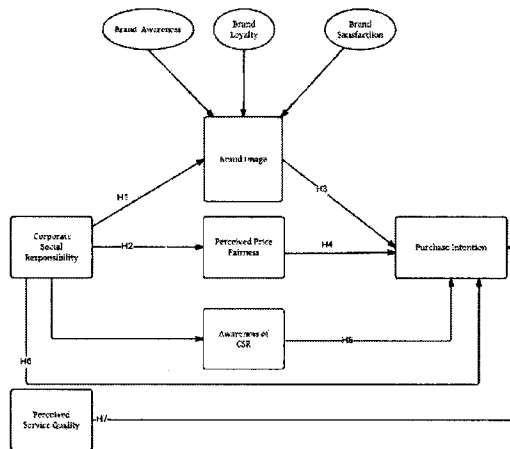 Brand Awareness
Brand
Loyalty
Brand
Satisfaction
Brand Image
H1
H3
Corporate
Social
Responsibility
H2
Perceived Price
Fairness
H4
Purchase Intention
Awareness of
CSR
H5
H6
Perceived
Service Quality
H7